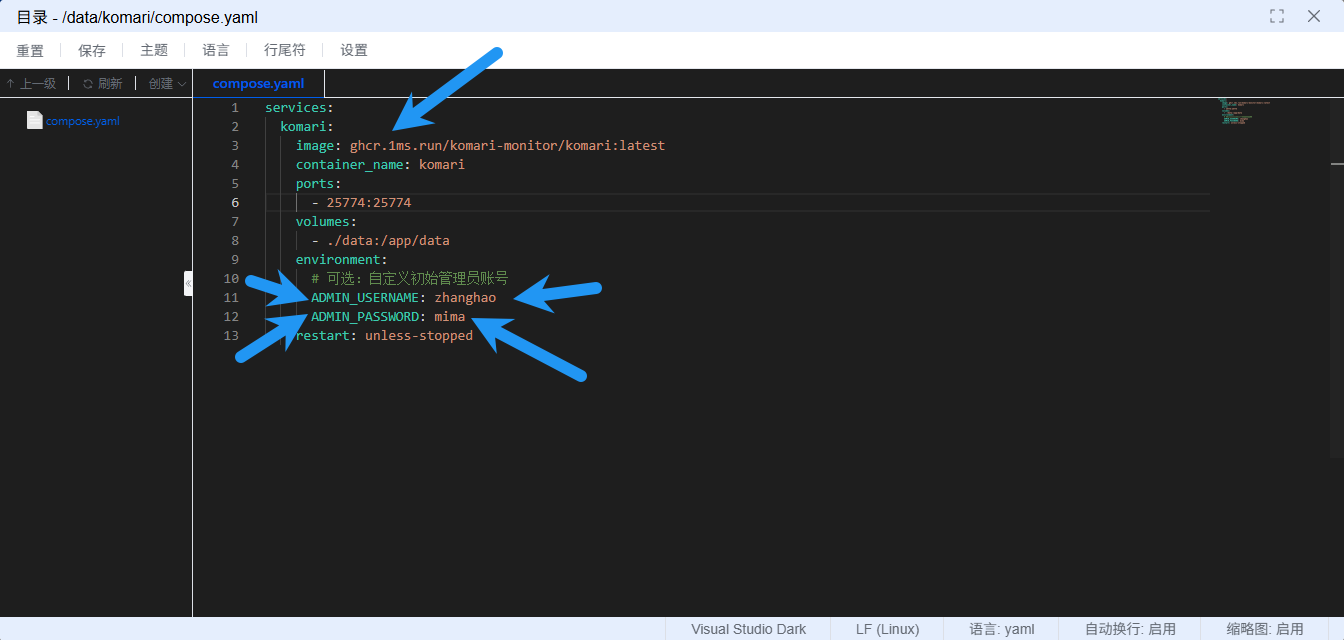 目录 - /data/komari/compose.yaml
重置 保存 主题 语言 行尾符 设置
上一级 刷新 创建 compose.yaml
compose.yaml
1 services:
2 komari:
3 image: ghcr.1ms.run/komari-monitor/komari:latest
4 container_name: komari
5 ports:
6 - 25774:25774
7 volumes:
8 - ./data:/app/data
9 environment:
10 # 可选：自定义初始管理员账号
11 ADMIN_USERNAME: zhanghao
12 ADMIN_PASSWORD: mima
13 restart: unless-stopped
Visual Studio Dark LF (Linux) 语言: yaml 自动换行: 启用 缩略图: 启用